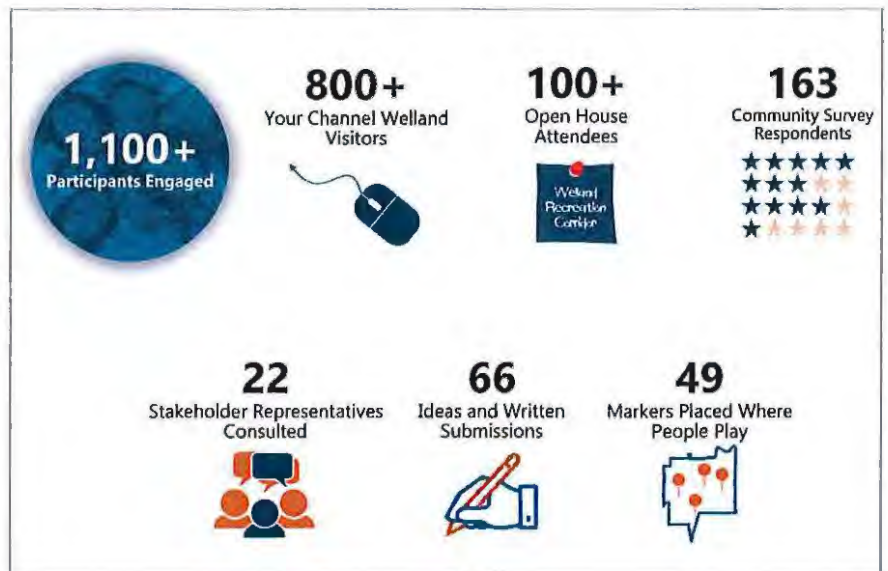 1,100+
Participants Engaged
800+
Your Channel Welland
Visitors
100+
Open House
Attendees
Welland
Recreation
Corridor
163
Community Survey
Respondents
22
Stakeholder Representatives
Consulted
66
Ideas and Written
Submissions
49
Markers Placed Where
People Play